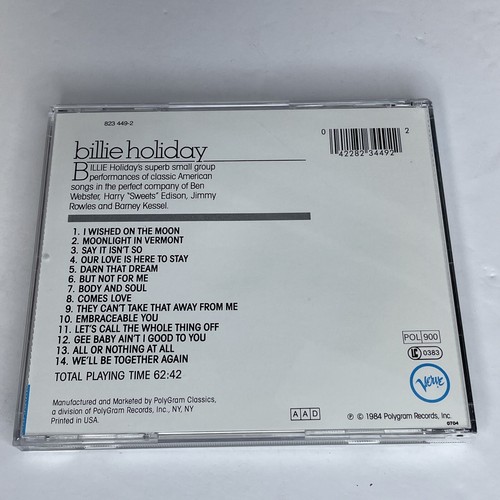 823 449-2
billie holiday
BILLIE Holiday's superb small group
performances of classic American
songs in the perfect company of Ben
Webster, Harry "Sweets" Edison, Jimmy
Rowles and Barney Kessel.
0 42282 34492 2
1. I WISHED ON THE MOON
2. MOONLIGHT IN VERMONT
3. SAY IT ISN'T SO
4. OUR LOVE IS HERE TO STAY
5. DARN THAT DREAM
6. BUT NOT FOR ME
7. BODY AND SOUL
8. COMES LOVE
9. THEY CAN'T TAKE THAT AWAY FROM ME
10. EMBRACEABLE YOU
11. LET'S CALL THE WHOLE THING OFF
12. GEE BABY AIN'T I GOOD TO YOU
13. ALL OR NOTHING AT ALL
14. WE'LL BE TOGETHER AGAIN
TOTAL PLAYING TIME 62:42
POL 900
LC 0383
Verve
Manufactured and Marketed by PolyGram Classics,
a division of PolyGram Records, Inc., NY, NY
Printed in USA.
AAD
℗ © 1984 Polygram Records, Inc.
0704